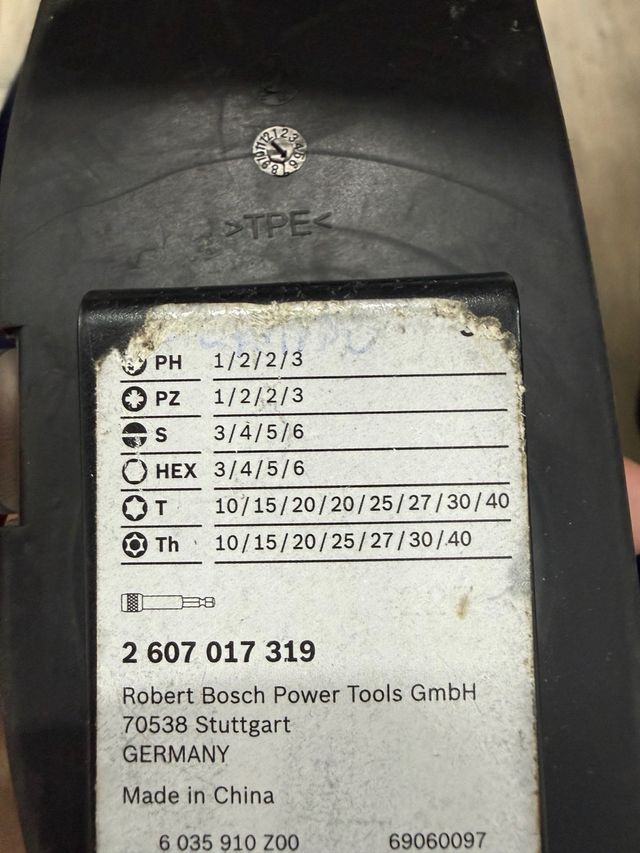 >TPE<
PH 1/2/2/3
PZ 1/2/2/3
S 3/4/5/6
HEX 3/4/5/6
T 10/15/20/20/25/27/30/40
Th 10/15/20/25/27/30/40
2 607 017 319
Robert Bosch Power Tools GmbH
70538 Stuttgart
GERMANY
Made in China
6 035 910 Z00 69060097